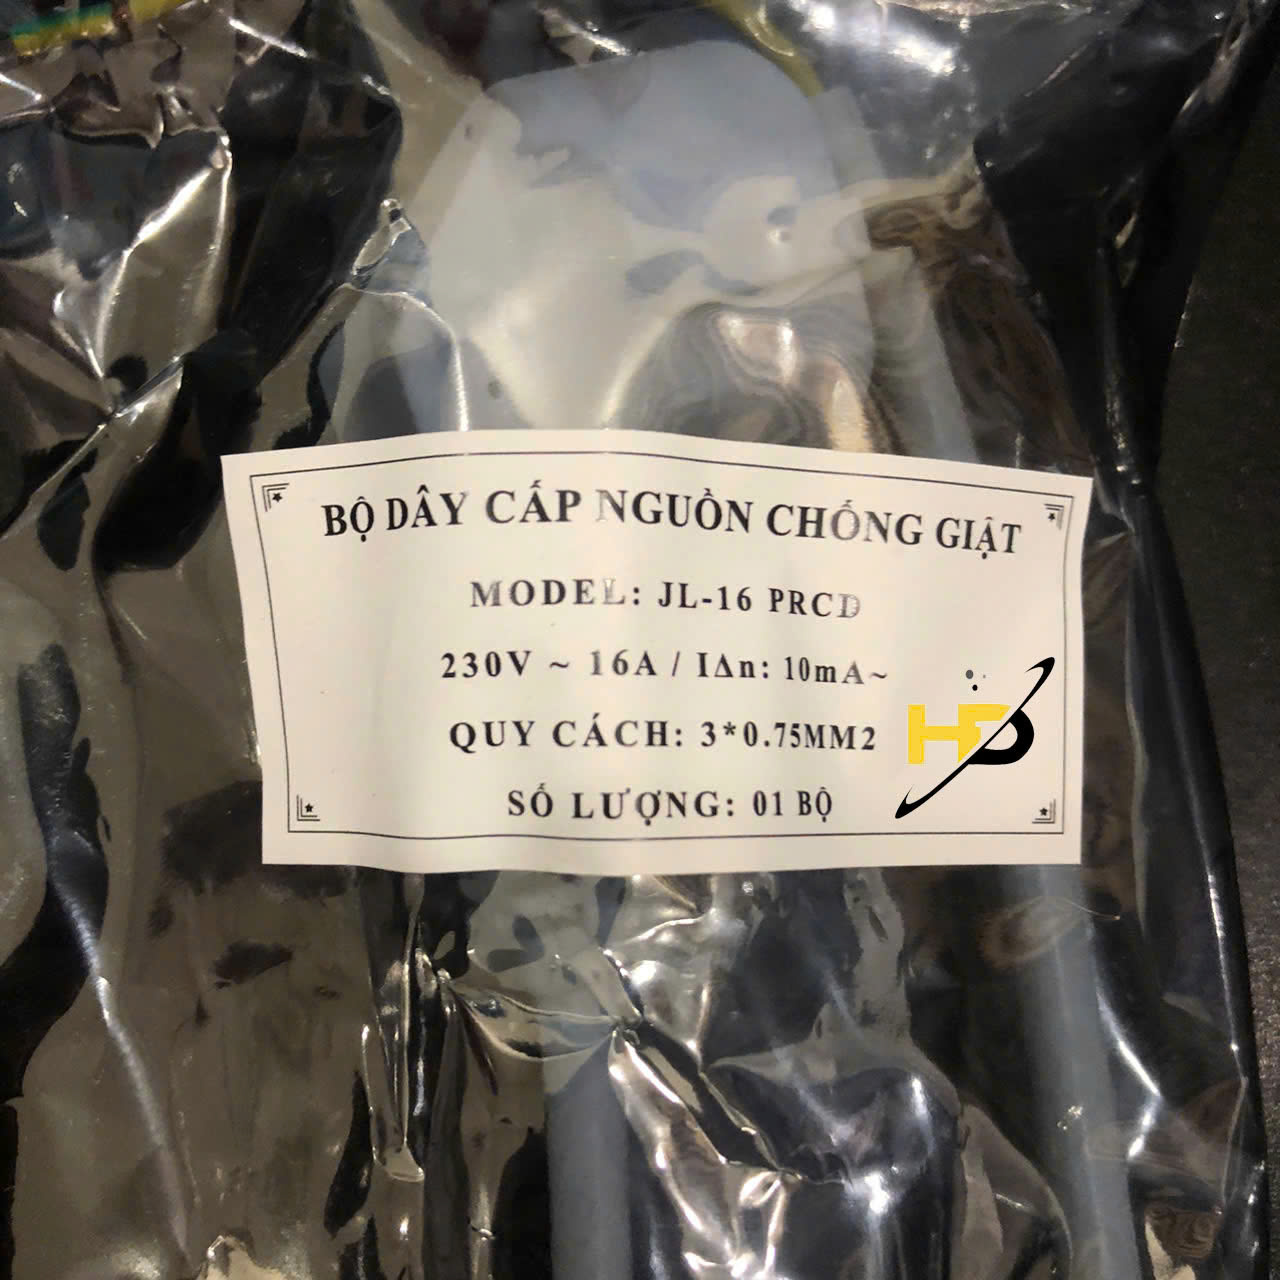 BỘ DÂY CẤP NGUỒN CHỐNG GIẬT
MODEL: JL-16 PRCD
230V ~ 16A / IΔn: 10mA~
QUY CÁCH: 3*0.75MM2
SỐ LƯỢNG: 01 BỘ
HD